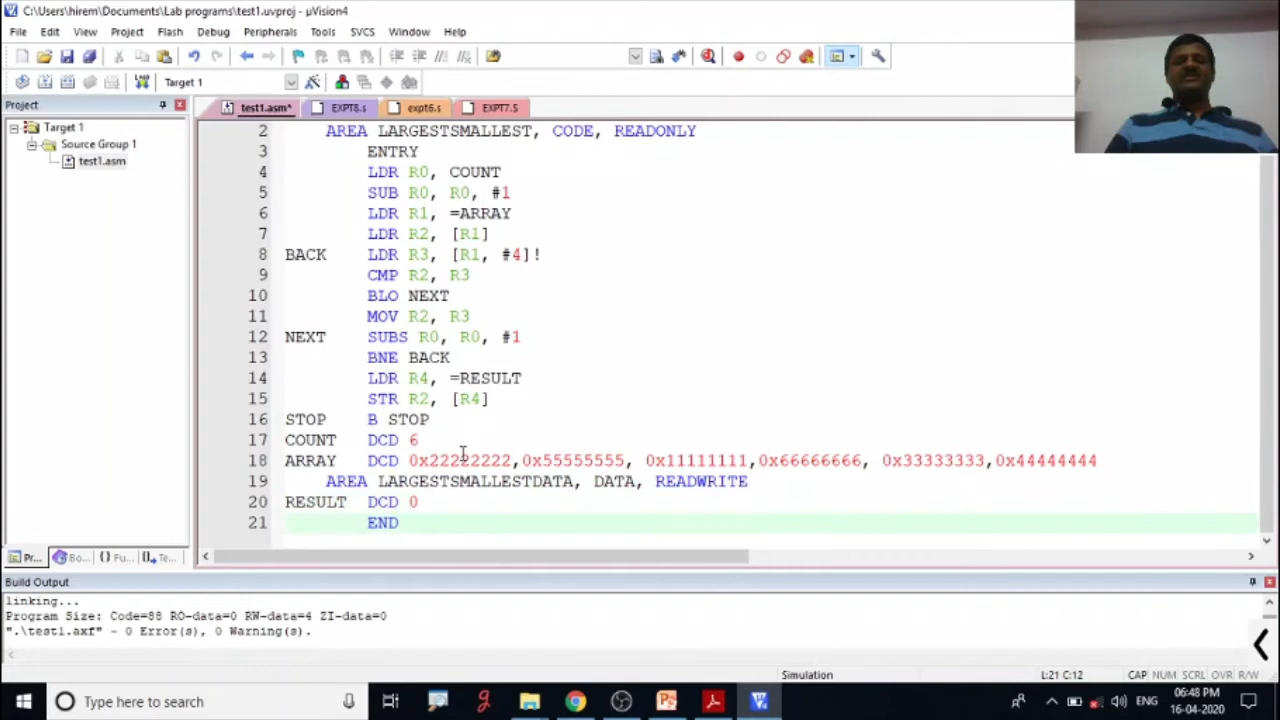 C:\Users\hirem\Documents\Lab programs\test1.uvproj - µVision4
File Edit View Project Flash Debug Peripherals Tools SVCS Window Help
Target 1
Project
test1.asm* EXPT8.s expt6.s EXPT7.S
Target 1
Source Group 1
test1.asm
2 AREA LARGESTSMALLEST, CODE, READONLY
3 ENTRY
4 LDR R0, COUNT
5 SUB R0, R0, #1
6 LDR R1, =ARRAY
7 LDR R2, [R1]
8 BACK LDR R3, [R1, #4]!
9 CMP R2, R3
10 BLO NEXT
11 MOV R2, R3
12 NEXT SUBS R0, R0, #1
13 BNE BACK
14 LDR R4, =RESULT
15 STR R2, [R4]
16 STOP B STOP
17 COUNT DCD 6
18 ARRAY DCD 0x22222222,0x55555555, 0x11111111,0x66666666, 0x33333333,0x44444444
19 AREA LARGESTSMALLESTDATA, DATA, READWRITE
20 RESULT DCD 0
21 END
Pr... Bo... {} Fu... Te...
Build Output
linking...
Program Size: Code=88 RO-data=0 RW-data=4 ZI-data=0
".\test1.axf" - 0 Error(s), 0 Warning(s).
Simulation L:21 C:12 CAP NUM SCRL OVR R/W
Type here to search
ENG
06:48 PM
16-04-2020